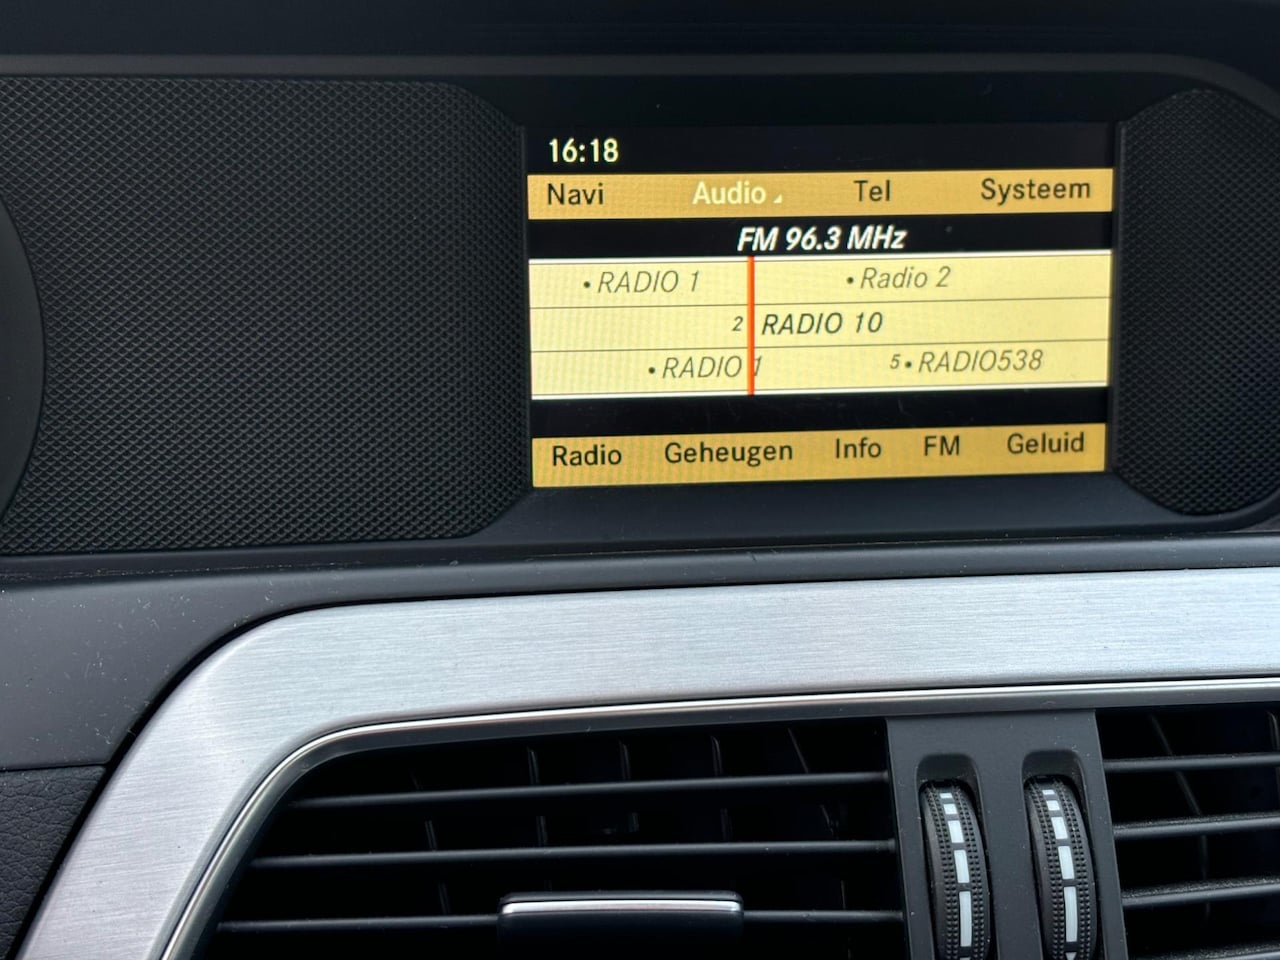 16:18
Navi Audio Tel Systeem
FM 96.3 MHz
• RADIO 1 • Radio 2
2 RADIO 10
• RADIO 1 5 • RADIO538
Radio Geheugen Info FM Geluid